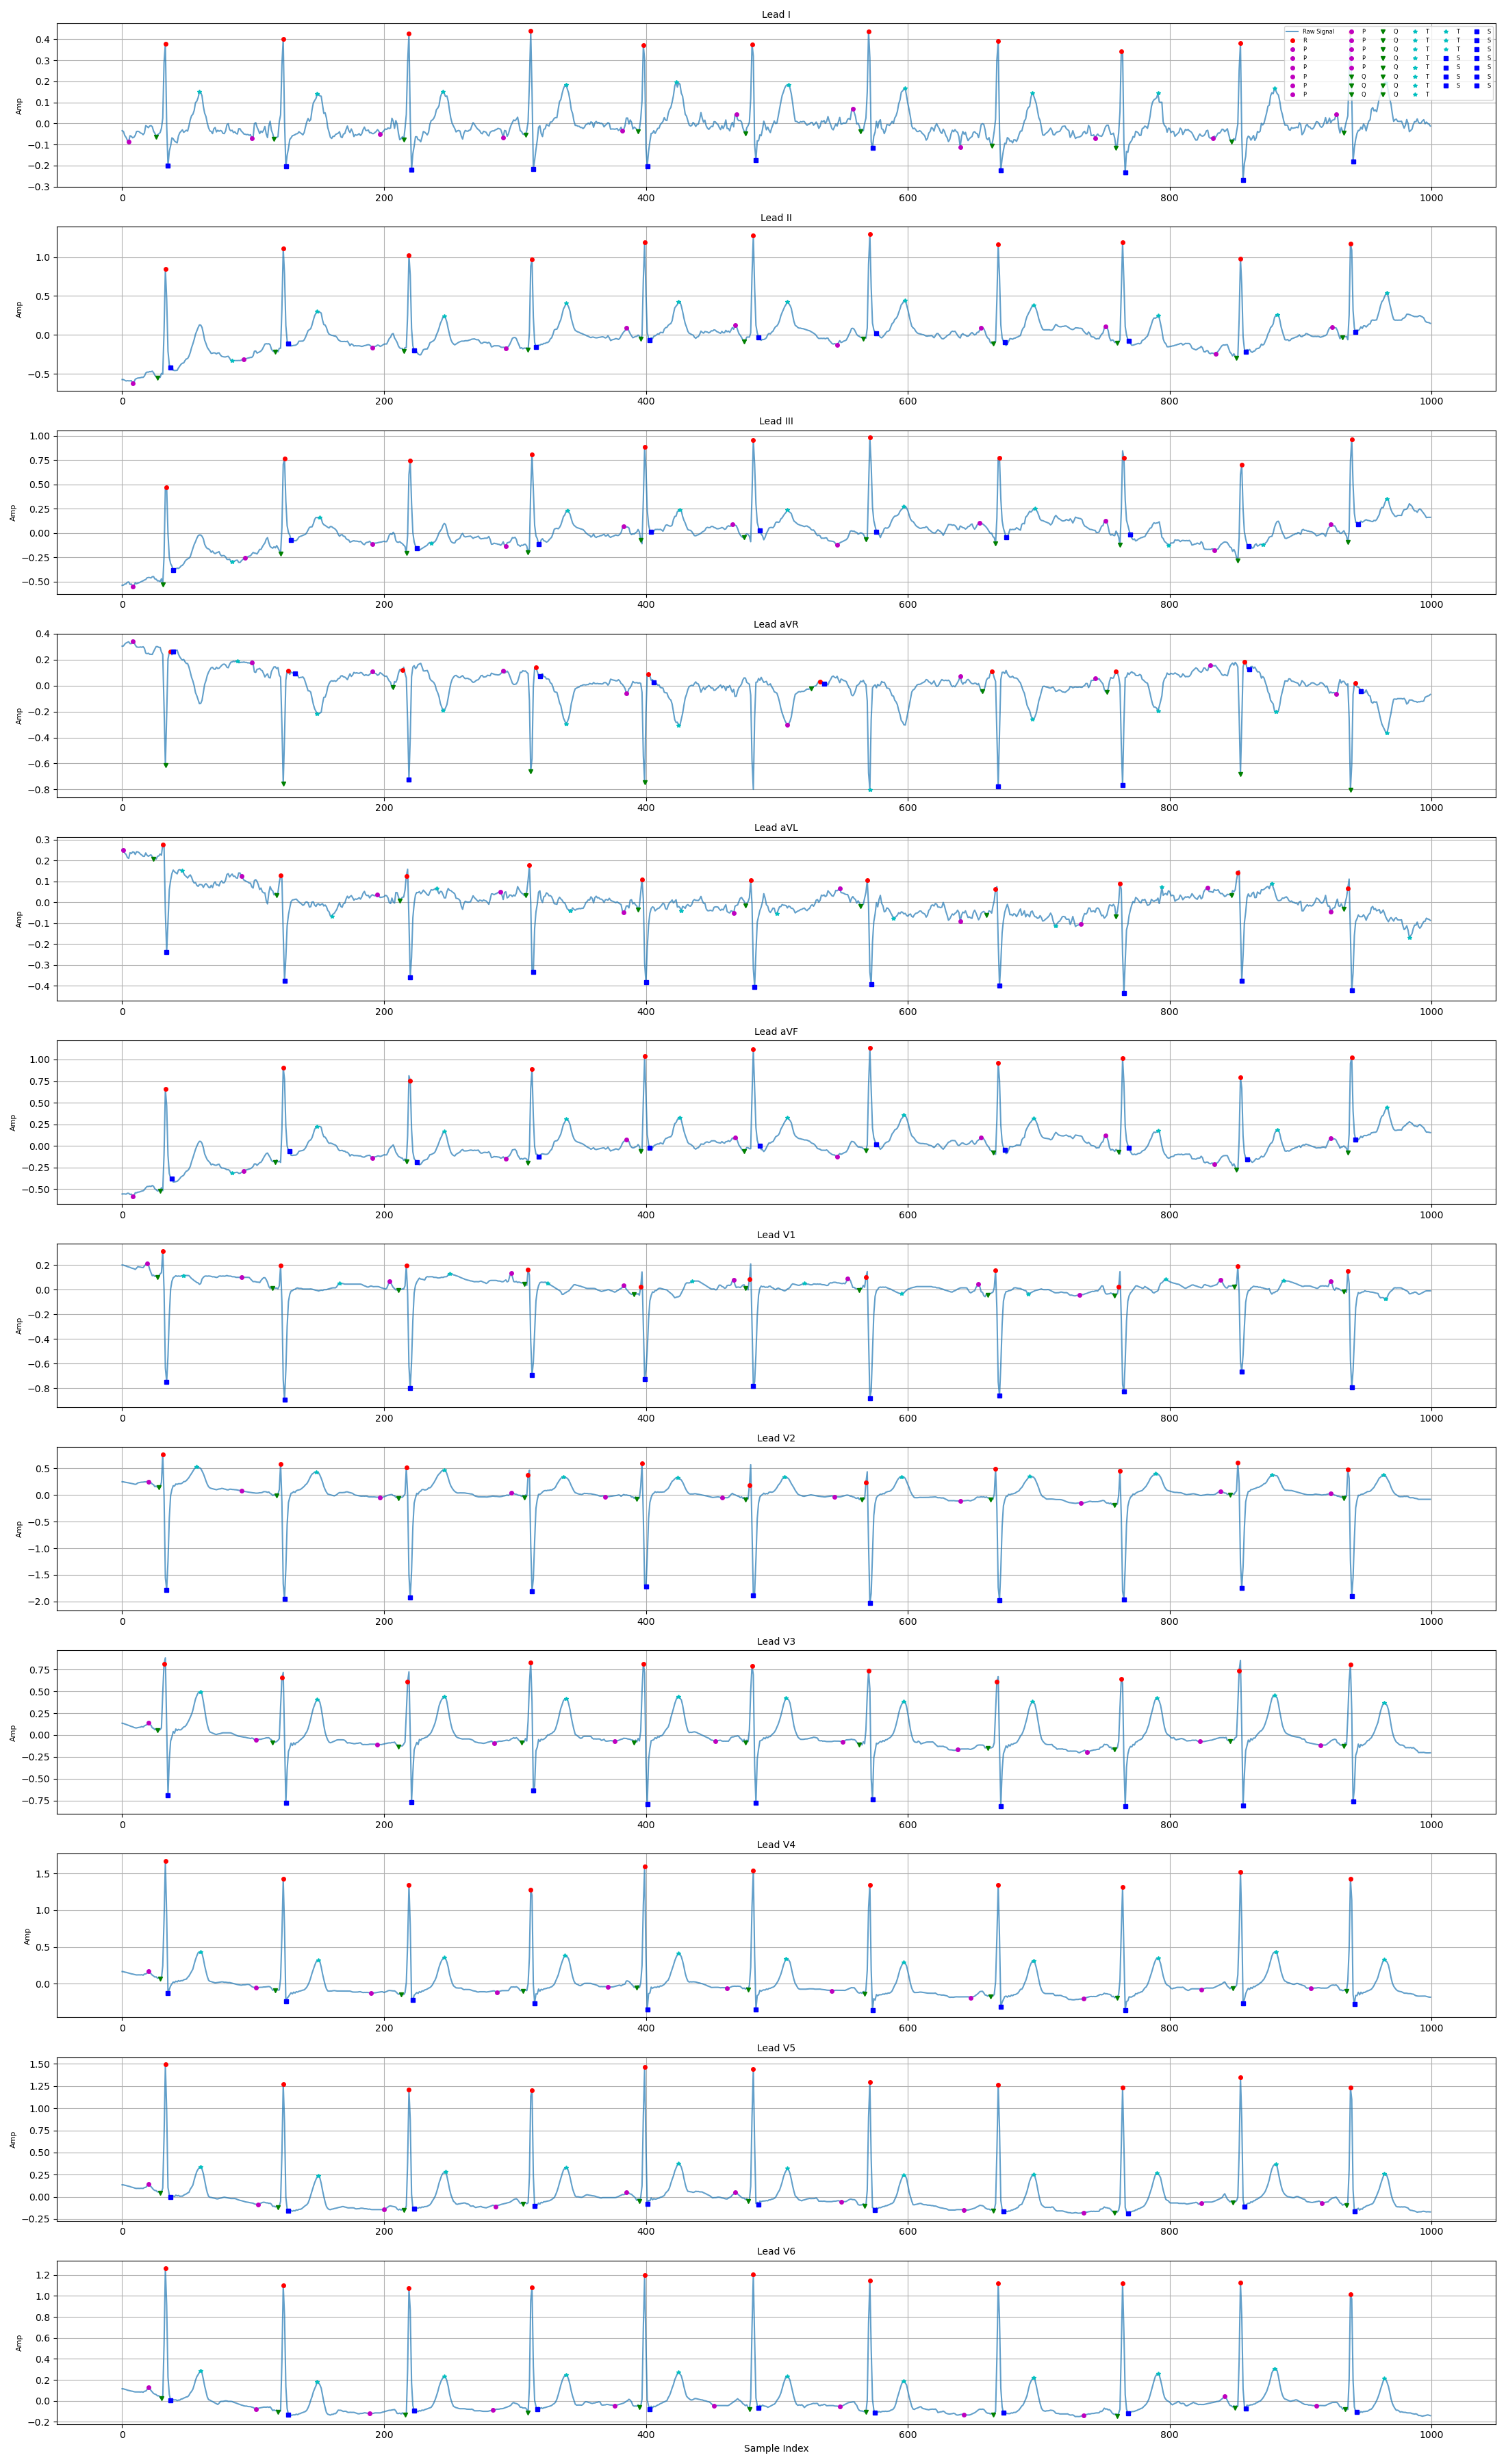 Lead I
Raw Signal P Q T T S
R P Q T T S
P P Q T T S
P P Q T S S
P Q Q T S S
P Q Q T S S
P Q Q T
Amp
0.4
0.3
0.2
0.1
0.0
−0.1
−0.2
−0.3
0 200 400 600 800 1000
Lead II
Amp
1.0
0.5
0.0
−0.5
0 200 400 600 800 1000
Lead III
Amp
1.00
0.75
0.50
0.25
0.00
−0.25
−0.50
0 200 400 600 800 1000
Lead aVR
Amp
0.4
0.2
0.0
−0.2
−0.4
−0.6
−0.8
0 200 400 600 800 1000
Lead aVL
Amp
0.3
0.2
0.1
0.0
−0.1
−0.2
−0.3
−0.4
0 200 400 600 800 1000
Lead aVF
Amp
1.00
0.75
0.50
0.25
0.00
−0.25
−0.50
0 200 400 600 800 1000
Lead V1
Amp
0.2
0.0
−0.2
−0.4
−0.6
−0.8
0 200 400 600 800 1000
Lead V2
Amp
0.5
0.0
−0.5
−1.0
−1.5
−2.0
0 200 400 600 800 1000
Lead V3
Amp
0.75
0.50
0.25
0.00
−0.25
−0.50
−0.75
0 200 400 600 800 1000
Lead V4
Amp
1.5
1.0
0.5
0.0
0 200 400 600 800 1000
Lead V5
Amp
1.50
1.25
1.00
0.75
0.50
0.25
0.00
−0.25
0 200 400 600 800 1000
Lead V6
Amp
1.2
1.0
0.8
0.6
0.4
0.2
0.0
−0.2
0 200 400 600 800 1000
Sample Index